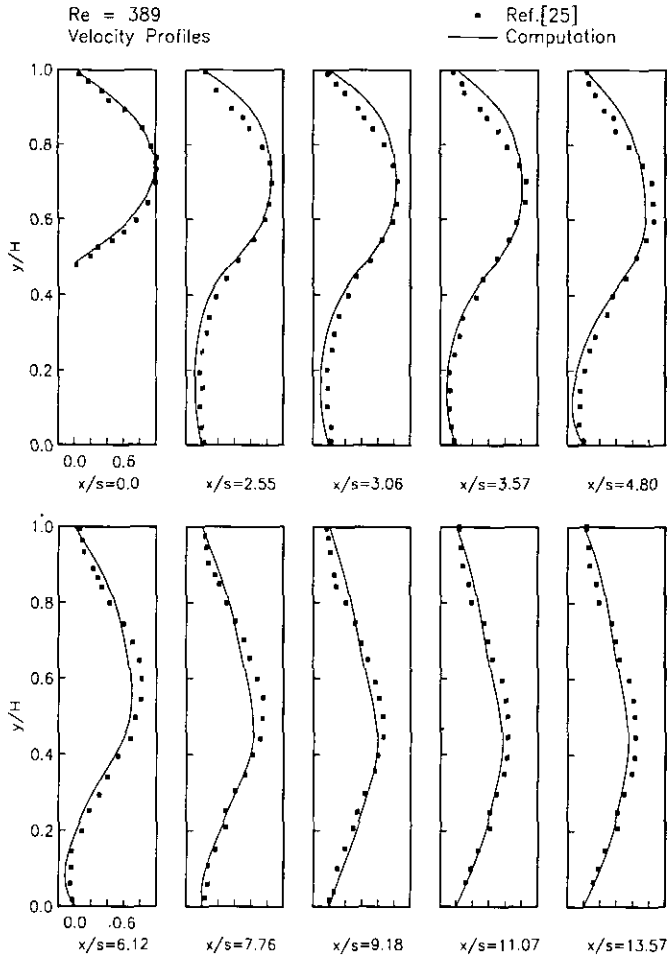 Re = 389
Velocity Profiles
Ref.[25]
Computation
y/H
1.0
0.8
0.6
0.4
0.2
0.0
0.0 0.6
x/s=0.0
x/s=2.55
x/s=3.06
x/s=3.57
x/s=4.80
y/H
1.0
0.8
0.6
0.4
0.2
0.0
0.0 0.6
x/s=6.12
x/s=7.76
x/s=9.18
x/s=11.07
x/s=13.57